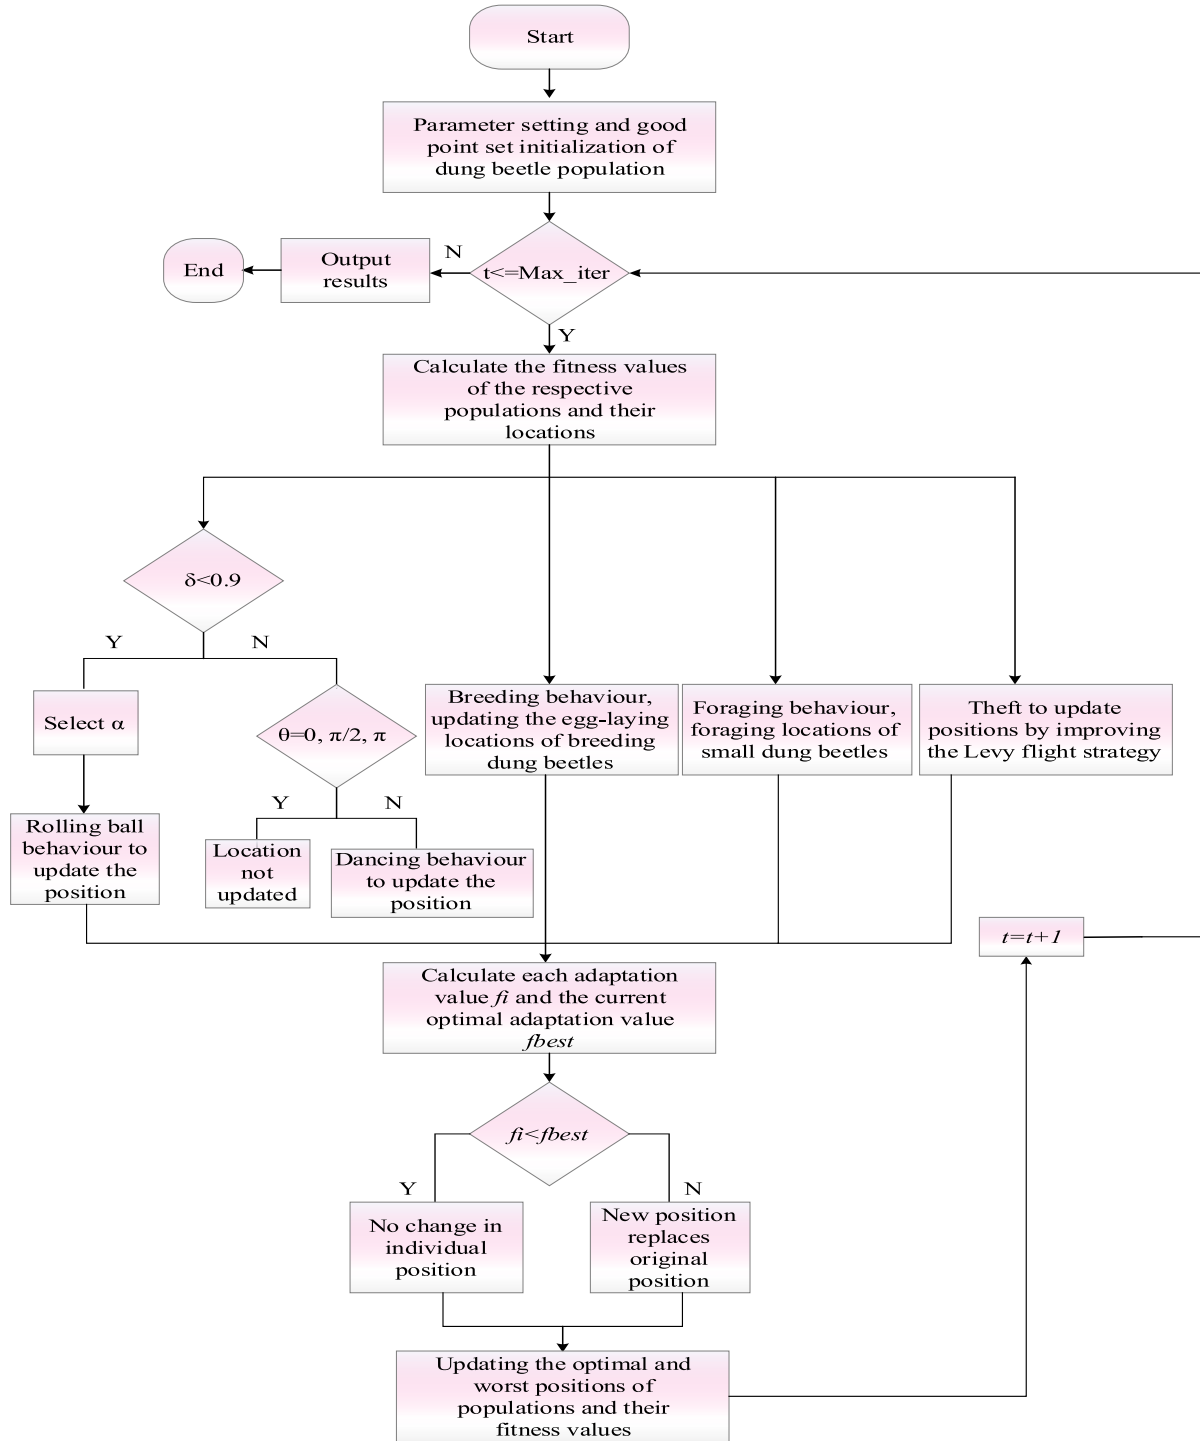 Start
Parameter setting and good
point set initialization of
dung beetle population
t<=Max_iter
N
Output
results
End
Y
Calculate the fitness values
of the respective
populations and their
locations
δ<0.9
Y
N
Select α
θ=0, π/2, π
Breeding behaviour,
updating the egg-laying
locations of breeding
dung beetles
Foraging behaviour,
foraging locations of
small dung beetles
Theft to update
positions by improving
the Levy flight strategy
Y
N
Rolling ball
behaviour to
update the
position
Location
not
updated
Dancing behaviour
to update the
position
t=t+1
Calculate each adaptation
value fi and the current
optimal adaptation value
fbest
fi<fbest
Y
N
No change in
individual
position
New position
replaces
original
position
Updating the optimal and
worst positions of
populations and their
fitness values